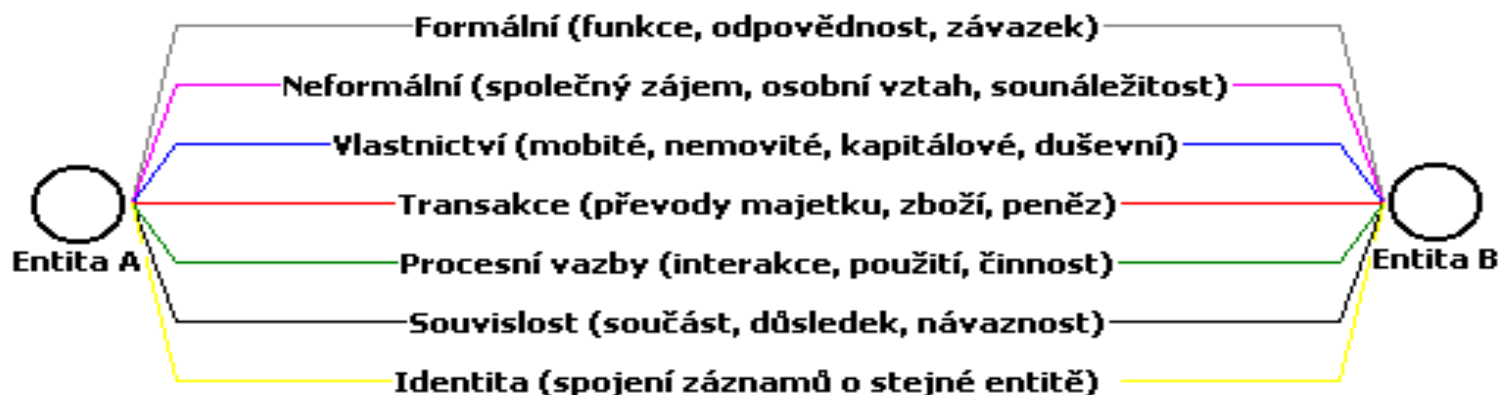 Formální (funkce, odpovědnost, závazek)
Neformální (společný zájem, osobní vztah, sounáležitost)
Vlastnictví (mobité, nemovité, kapitálové, duševní)
Transakce (převody majetku, zboží, peněz)
Entita A
Procesní vazby (interakce, použití, činnost)
Entita B
Souvislost (součást, důsledek, návaznost)
Identita (spojení záznamů o stejné entitě)